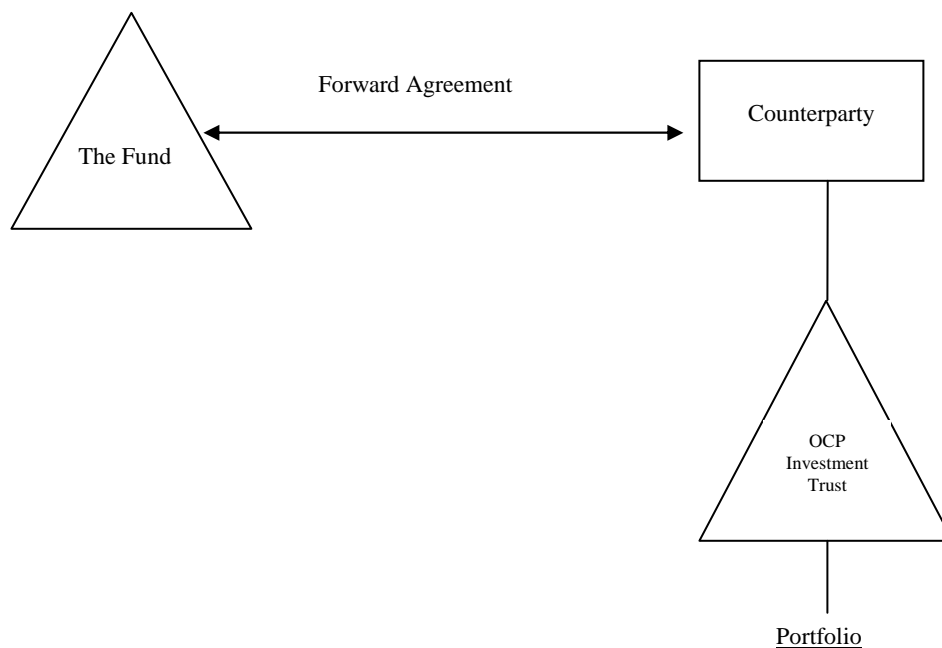 Forward Agreement
The Fund
Counterparty
OCP
Investment
Trust
Portfolio